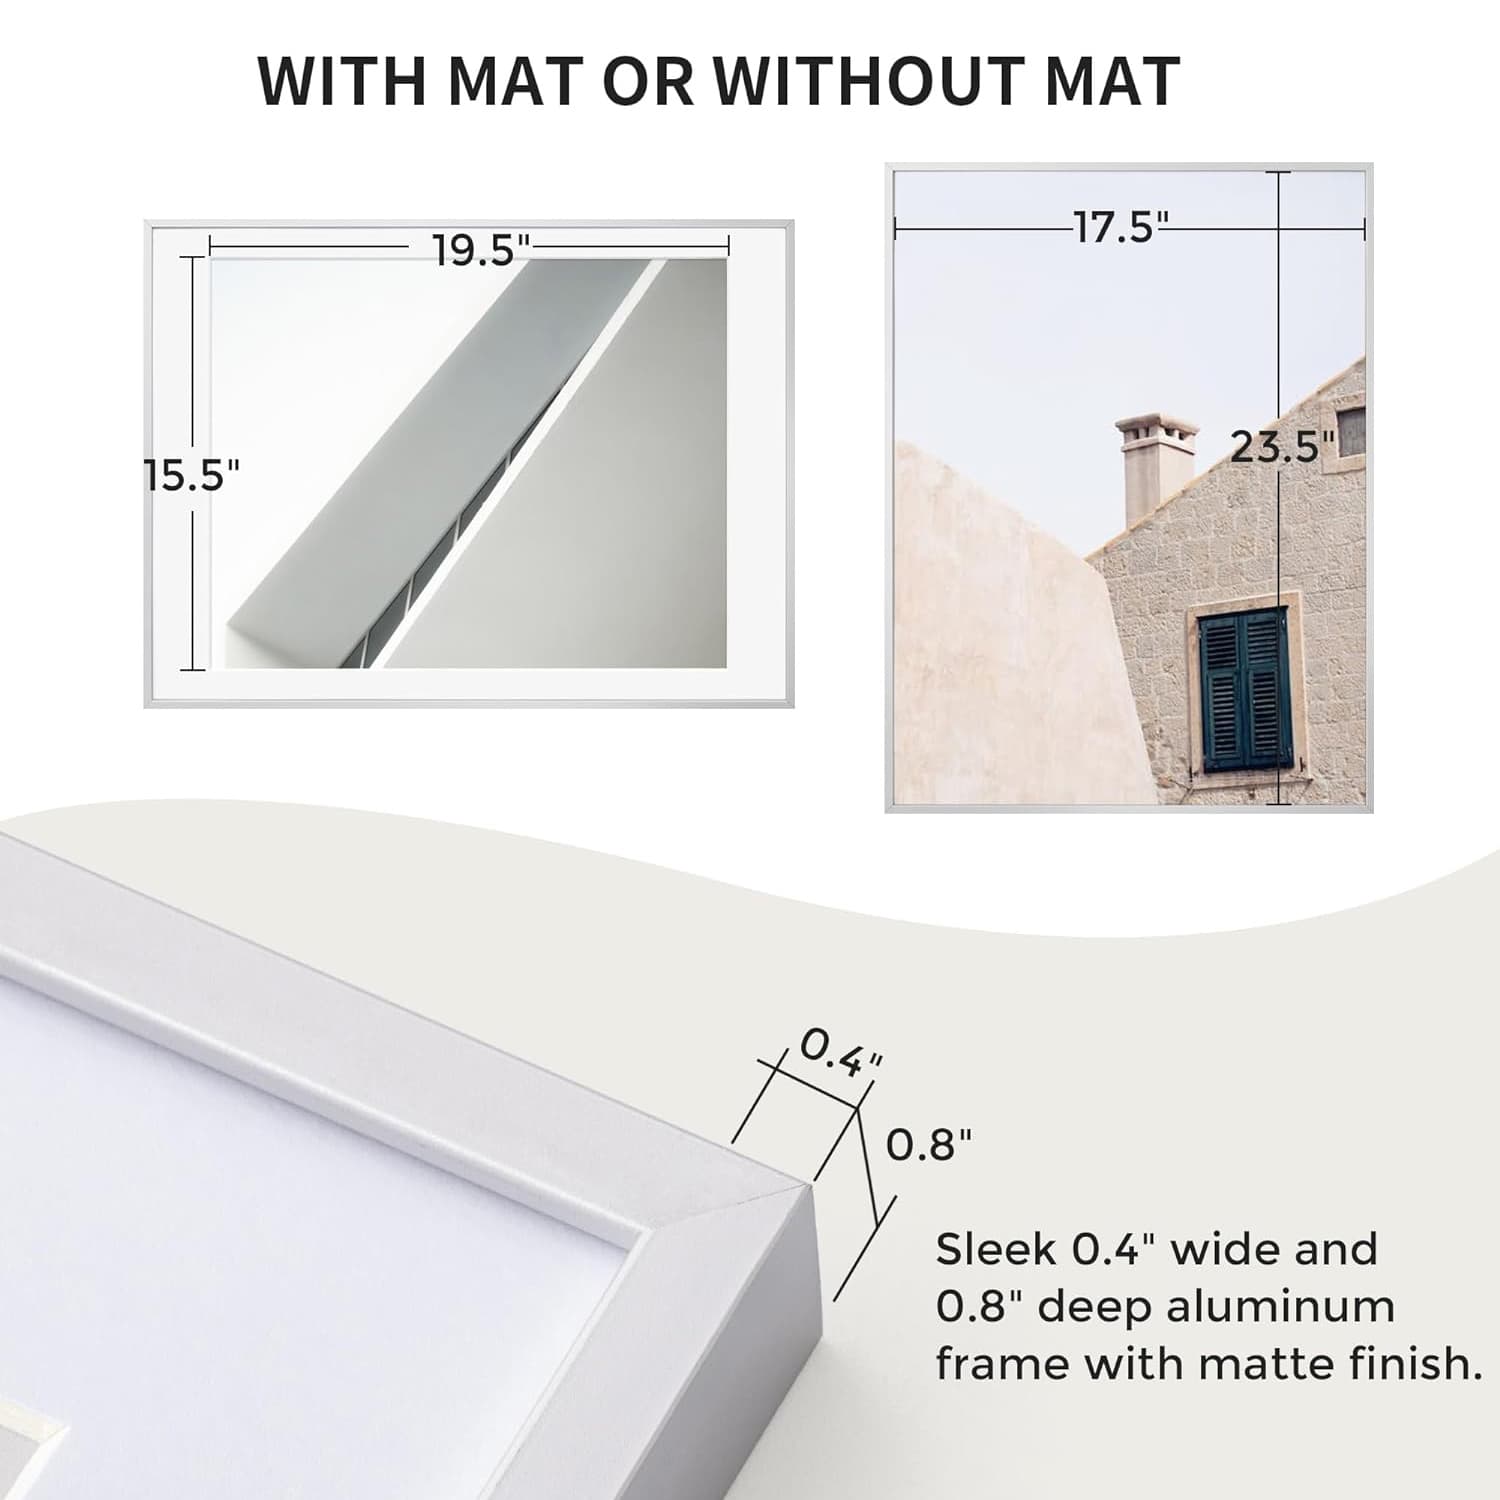 WITH MAT OR WITHOUT MAT
19.5"
15.5"
17.5"
23.5"
0.4"
0.8"
Sleek 0.4" wide and
0.8" deep aluminum
frame with matte finish.